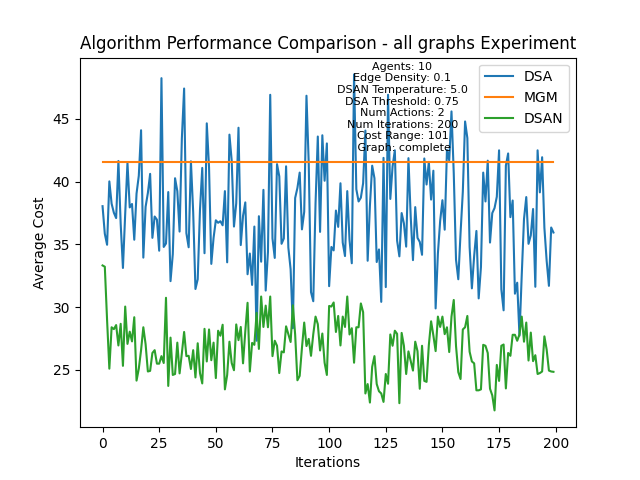 Algorithm Performance Comparison - all graphs Experiment
Agents: 10
Edge Density: 0.1
DSAN Temperature: 5.0
DSA Threshold: 0.75
Num Actions: 2
Num Iterations: 200
Cost Range: 101
Graph: complete
DSA
MGM
DSAN
Average Cost
45
40
35
30
25
0
25
50
75
100
125
150
175
200
Iterations